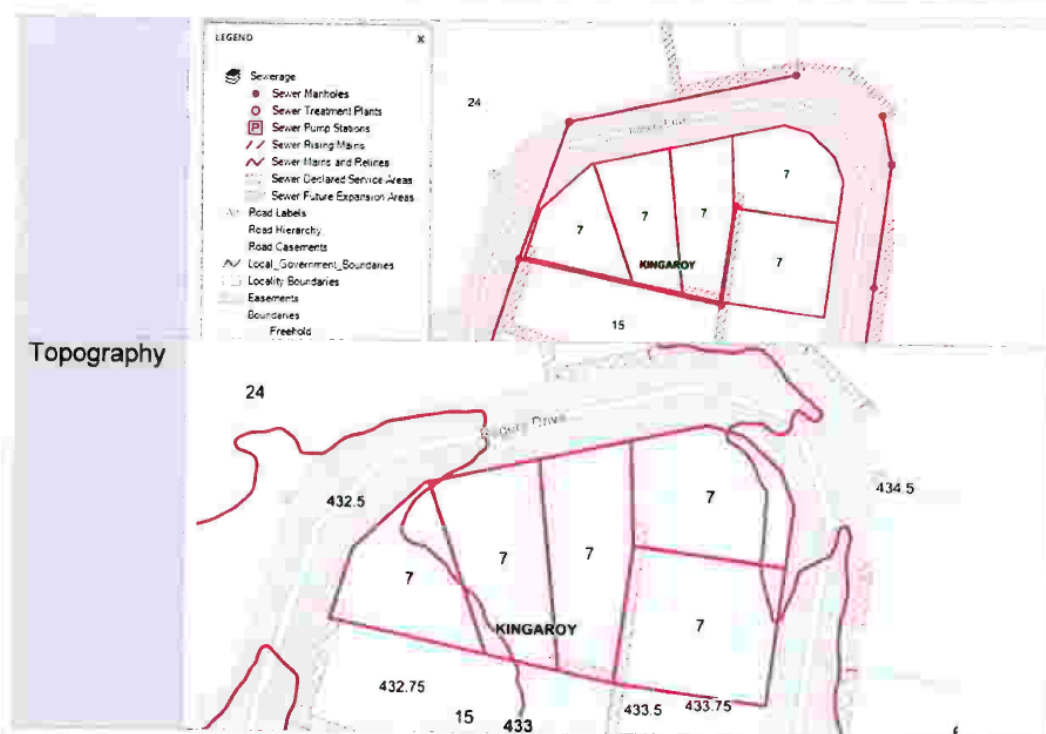 LEGEND x
Sewerage
Sewer Manholes
Sewer Treatment Plants
P Sewer Pump Stations
Sewer Rising Mains
Sewer Mains and Relines
Sewer Declared Service Areas
Sewer Future Expansion Areas
Road Labels
Road Hierarchy
Road Casements
Local_Government_Boundaries
Locality Boundaries
Easements
Boundaries
Freehold
24
7
7
7
7
7
KINGAROY
15
Topography
24
Drive
432.5
434.5
7
7
7
7
7
KINGAROY
432.75
15
433
433.5
433.75